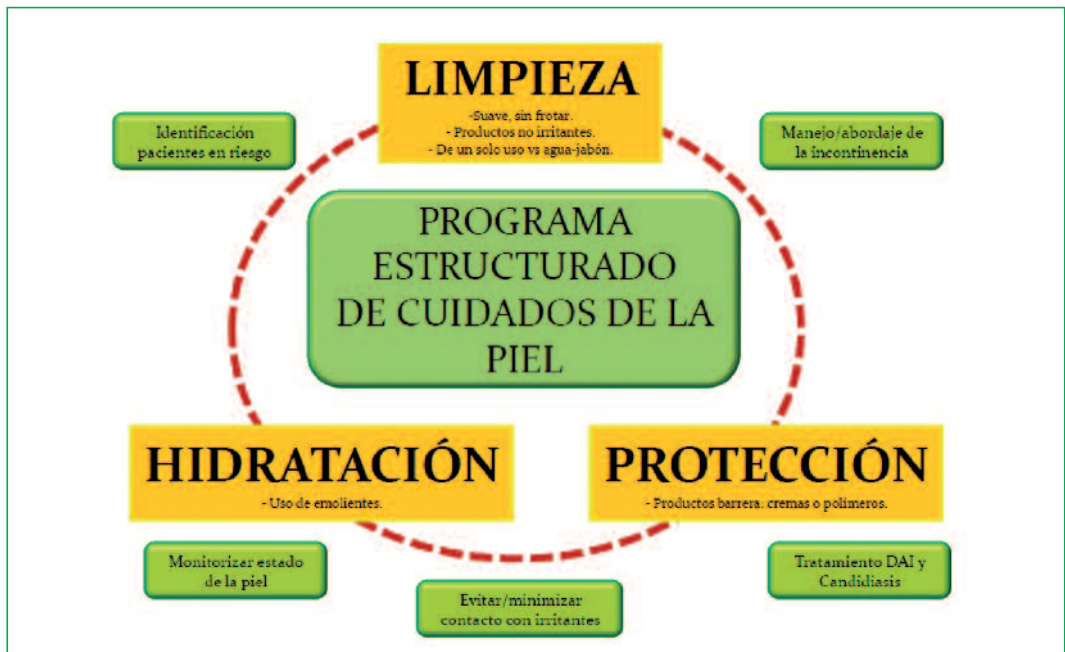 LIMPIEZA
-Suave, sin frotar.
- Productos no irritantes.
- De un solo uso vs agua-jabón.
Identificación
pacientes en riesgo
Manejo/abordaje de
la incontinencia
PROGRAMA
ESTRUCTURADO
DE CUIDADOS DE LA
PIEL
HIDRATACIÓN
- Uso de emolientes.
PROTECCIÓN
- Productos barrera: cremas o polímeros.
Monitorizar estado
de la piel
Evitar/minimizar
contacto con irritantes
Tratamiento DAI y
Candidiasis